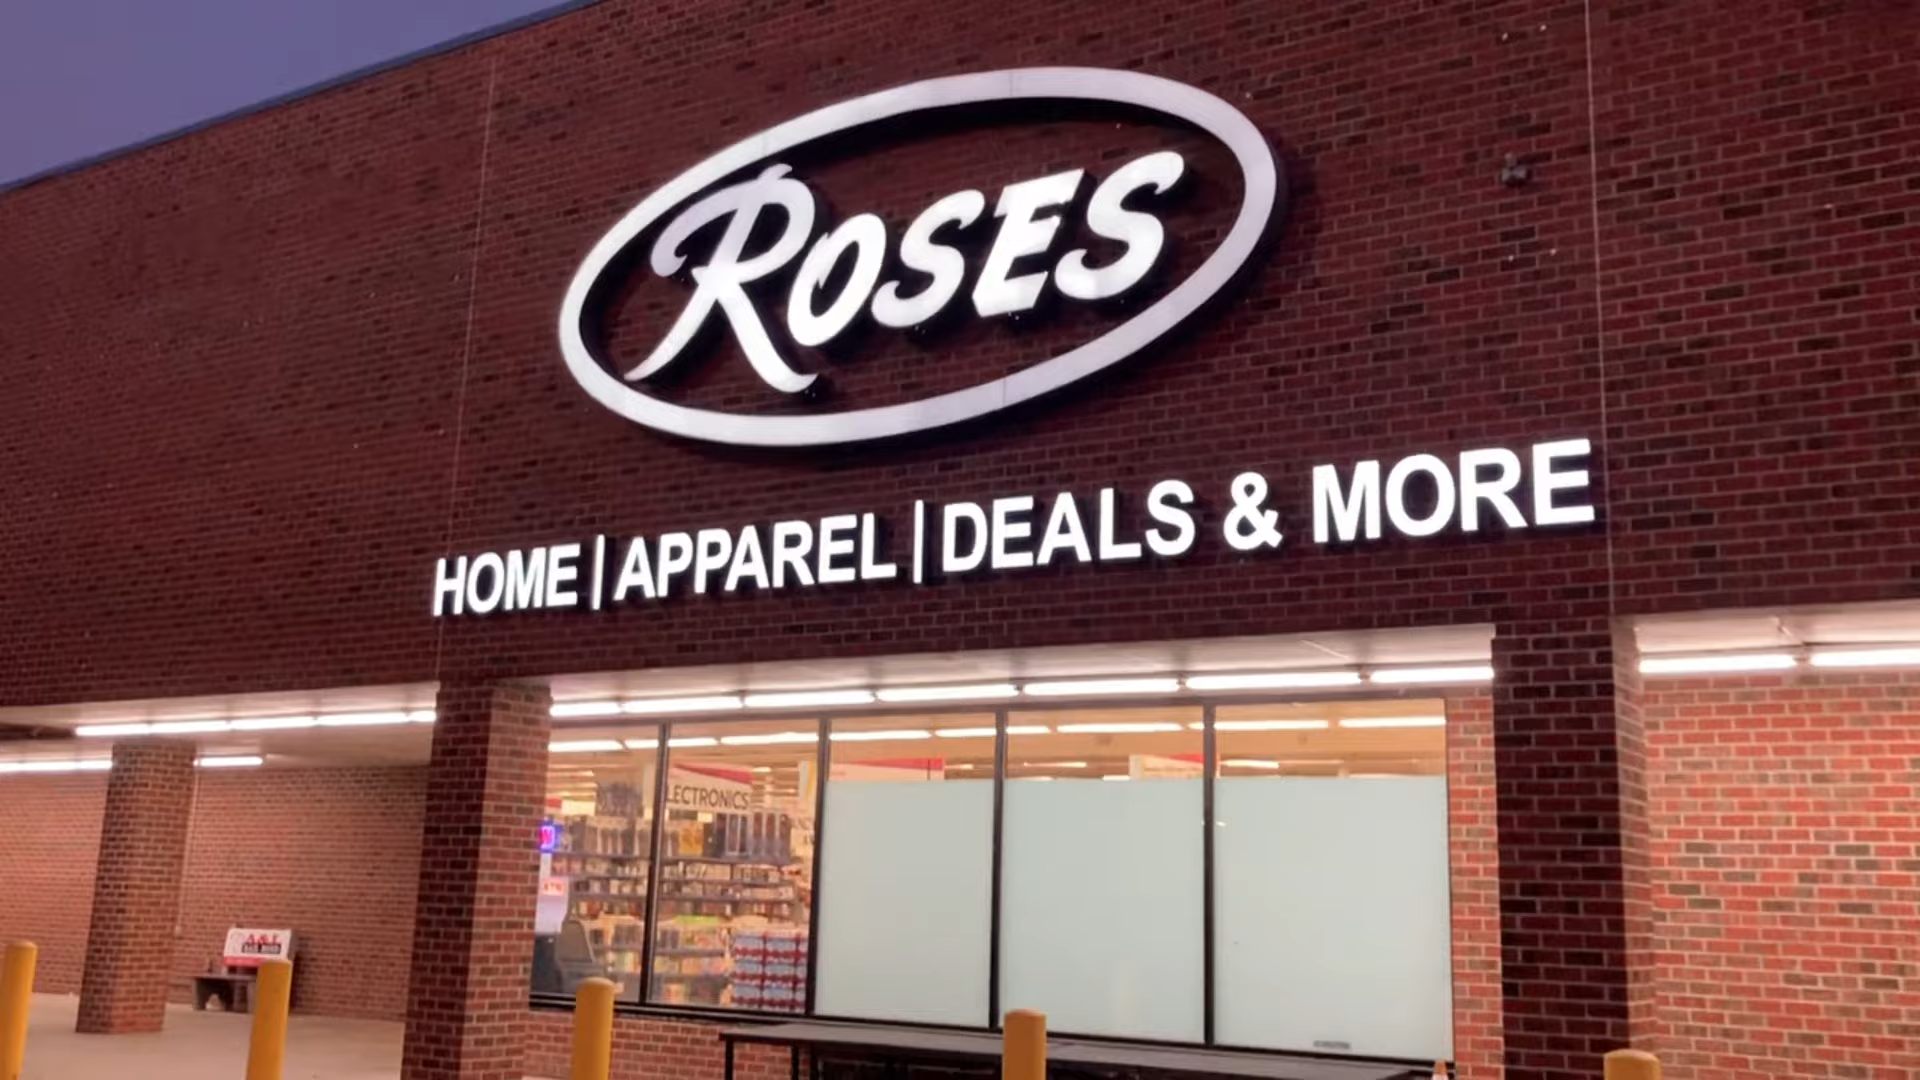 ROSES
HOME | APPAREL | DEALS & MORE
LECTRONICS